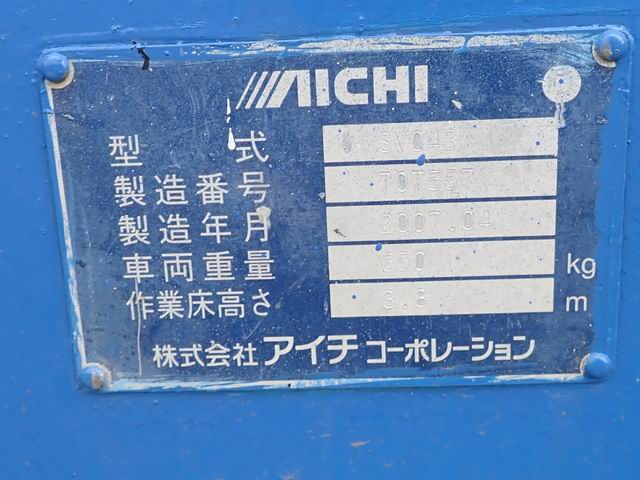 AICHI
型 式 SV04B
製造番号
製造年月 2007.04
車両重量 kg
作業床高さ 3.8 m
株式会社 アイチ コーポレーション